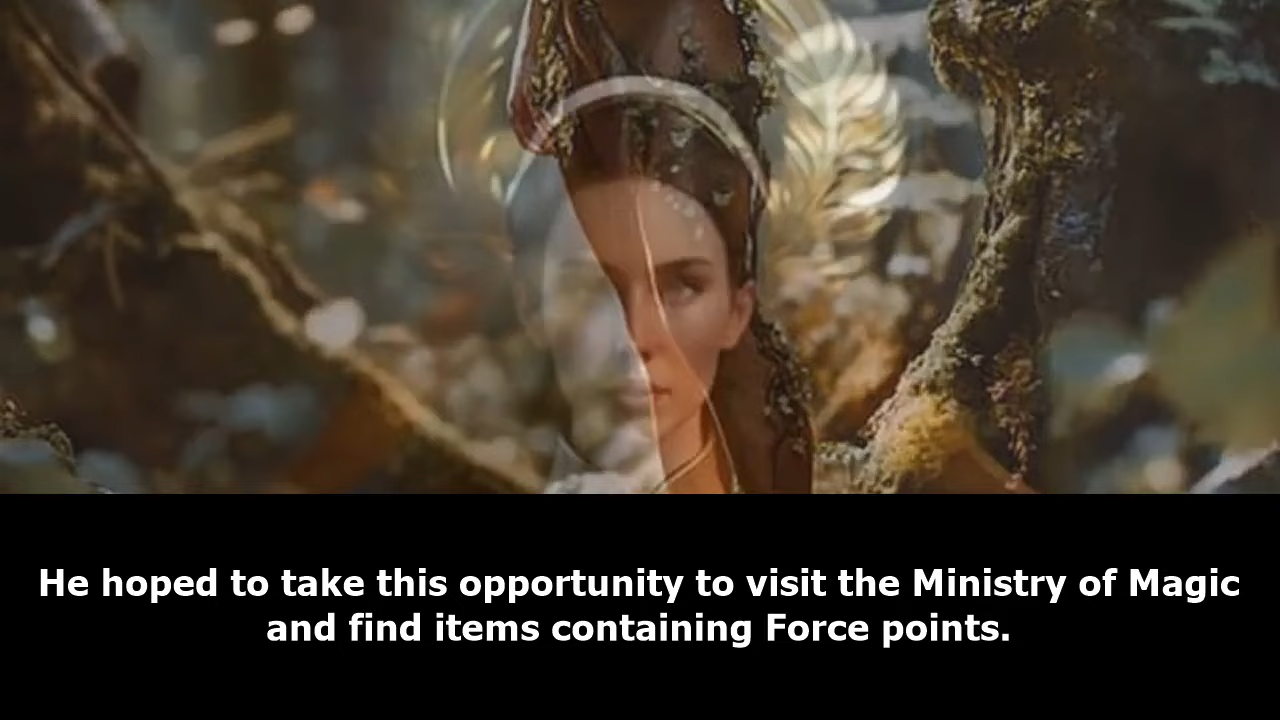 He hoped to take this opportunity to visit the Ministry of Magic
and find items containing Force points.